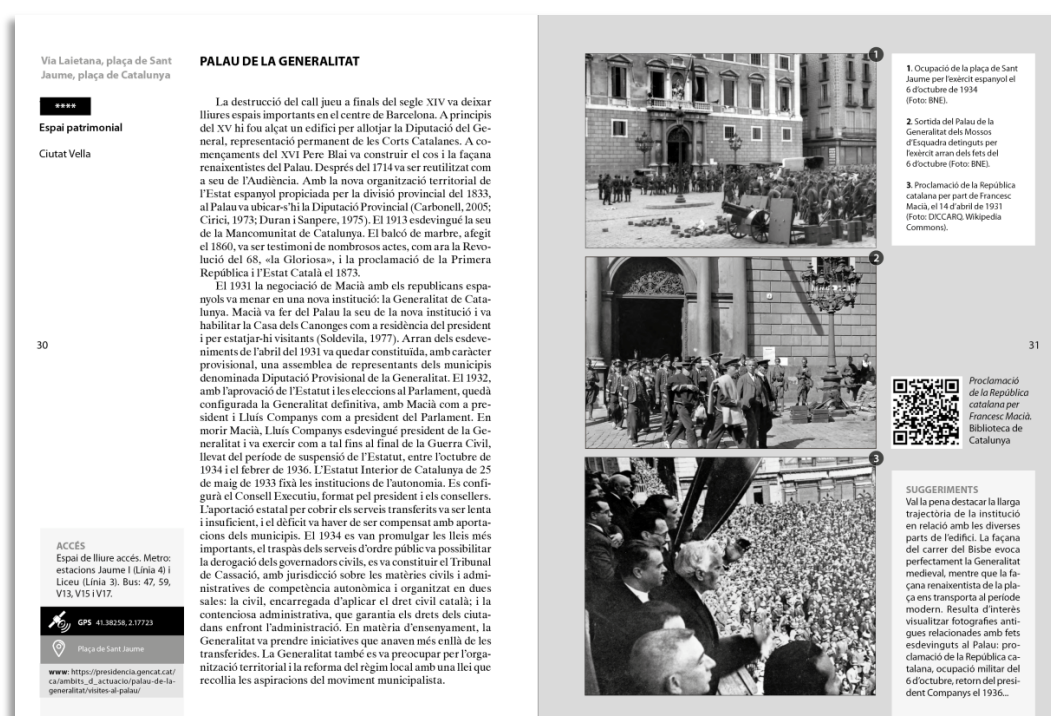 Via Laietana, plaça de Sant
Jaume, plaça de Catalunya
****
Espai patrimonial
Ciutat Vella
30
ACCÉS
Espai de lliure accés. Metro:
estacions Jaume I (Línia 4) i
Liceu (Línia 3). Bus: 47, 59,
V13, V15 i V17.
GPS 41.38258, 2.17723
Plaça de Sant Jaume
www: https://presidencia.gencat.cat/
ca/ambits_d_actuacio/palau-de-la-
generalitat/visites-al-palau/
PALAU DE LA GENERALITAT
La destrucció del call jueu a finals del segle XIV va deixar
lliures espais importants en el centre de Barcelona. A principis
del XV hi fou alçat un edifici per allotjar la Diputació del Ge-
neral, representació permanent de les Corts Catalanes. A co-
mençaments del XVI Pere Blai va construir el cos i la façana
renaixentistes del Palau. Després del 1714 va ser reutilitzat com
a seu de l'Audiència. Amb la nova organització territorial de
l'Estat espanyol propiciada per la divisió provincial del 1833,
al Palau va ubicar-s'hi la Diputació Provincial (Carbonell, 2005;
Cirici, 1973; Duran i Sanpere, 1975). El 1913 esdevingué la seu
de la Mancomunitat de Catalunya. El balcó de marbre, afegit
el 1860, va ser testimoni de nombrosos actes, com ara la Revo-
lució del 68, «la Gloriosa», i la proclamació de la Primera
República i l'Estat Català el 1873.
El 1931 la negociació de Macià amb els republicans espa-
nyols va menar en una nova institució: la Generalitat de Cata-
lunya. Macià va fer del Palau la seu de la nova institució i va
habilitar la Casa dels Canonges com a residència del president
i per estatjar-hi visitants (Soldevila, 1977). Arran dels esdeve-
niments de l'abril del 1931 va quedar constituïda, amb caràcter
provisional, una assemblea de representants dels municipis
denominada Diputació Provisional de la Generalitat. El 1932,
amb l'aprovació de l'Estatut i les eleccions al Parlament, quedà
configurada la Generalitat definitiva, amb Macià com a pre-
sident i Lluís Companys com a president del Parlament. En
morir Macià, Lluís Companys esdevingué president de la Ge-
neralitat i va exercir com a tal fins al final de la Guerra Civil,
llevat del període de suspensió de l'Estatut, entre l'octubre de
1934 i el febrer de 1936. L'Estatut Interior de Catalunya de 25
de maig de 1933 fixà les institucions de l'autonomia. Es confi-
gurà el Consell Executiu, format pel president i els consellers.
L'aportació estatal per cobrir els serveis transferits va ser lenta
i insuficient, i el dèficit va haver de ser compensat amb aporta-
cions dels municipis. El 1934 es van promulgar les lleis més
importants, el traspàs dels serveis d'ordre públic va possibilitar
la derogació dels governadors civils, es va constituir el Tribunal
de Cassació, amb jurisdicció sobre les matèries civils i admi-
nistratives de competència autonòmica i organitzat en dues
sales: la civil, encarregada d'aplicar el dret civil català; i la
contenciosa administrativa, que garantia els drets dels ciuta-
dans enfront l'administració. En matèria d'ensenyament, la
Generalitat va prendre iniciatives que anaven més enllà de les
transferides. La Generalitat també es va preocupar per l'orga-
nització territorial i la reforma del règim local amb una llei que
recollia les aspiracions del moviment municipalista.
1
2
3
1. Ocupació de la plaça de Sant
Jaume per l'exèrcit espanyol el
6 d'octubre de 1934
(Foto: BNE).
2. Sortida del Palau de la
Generalitat dels Mossos
d'Esquadra detinguts per
l'exèrcit arran dels fets del
6 d'octubre (Foto: BNE).
3. Proclamació de la República
catalana per part de Francesc
Macià, el 14 d'abril de 1931
(Foto: DICCARQ. Wikipedia
Commons).
31
Proclamació
de la República
catalana per
Francesc Macià.
Biblioteca de
Catalunya
SUGGERIMENTS
Val la pena destacar la llarga
trajectòria de la institució
en relació amb les diverses
parts de l'edifici. La façana
del carrer del Bisbe evoca
perfectament la Generalitat
medieval, mentre que la fa-
çana renaixentista de la pla-
ça ens transporta al període
modern. Resulta d'interès
visualitzar fotografies anti-
gues relacionades amb fets
esdevinguts al Palau: pro-
clamació de la República ca-
talana, ocupació militar del
6 d'octubre, retorn del presi-
dent Companys el 1936...